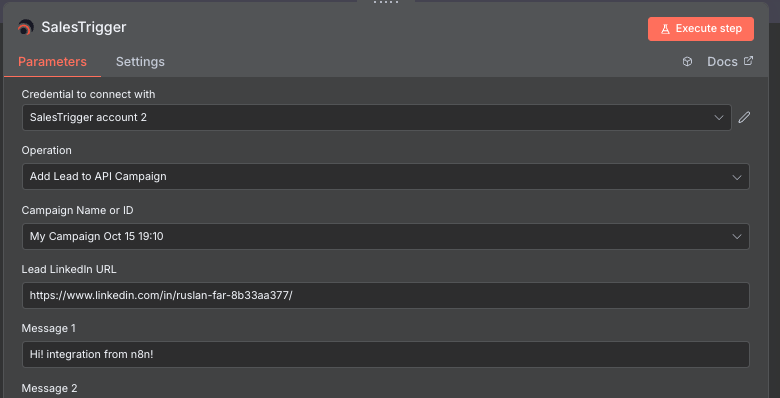 SalesTrigger
Execute step
Parameters
Settings
Docs
Credential to connect with
SalesTrigger account 2
Operation
Add Lead to API Campaign
Campaign Name or ID
My Campaign Oct 15 19:10
Lead LinkedIn URL
https://www.linkedin.com/in/ruslan-far-8b33aa377/
Message 1
Hi! integration from n8n!
Message 2